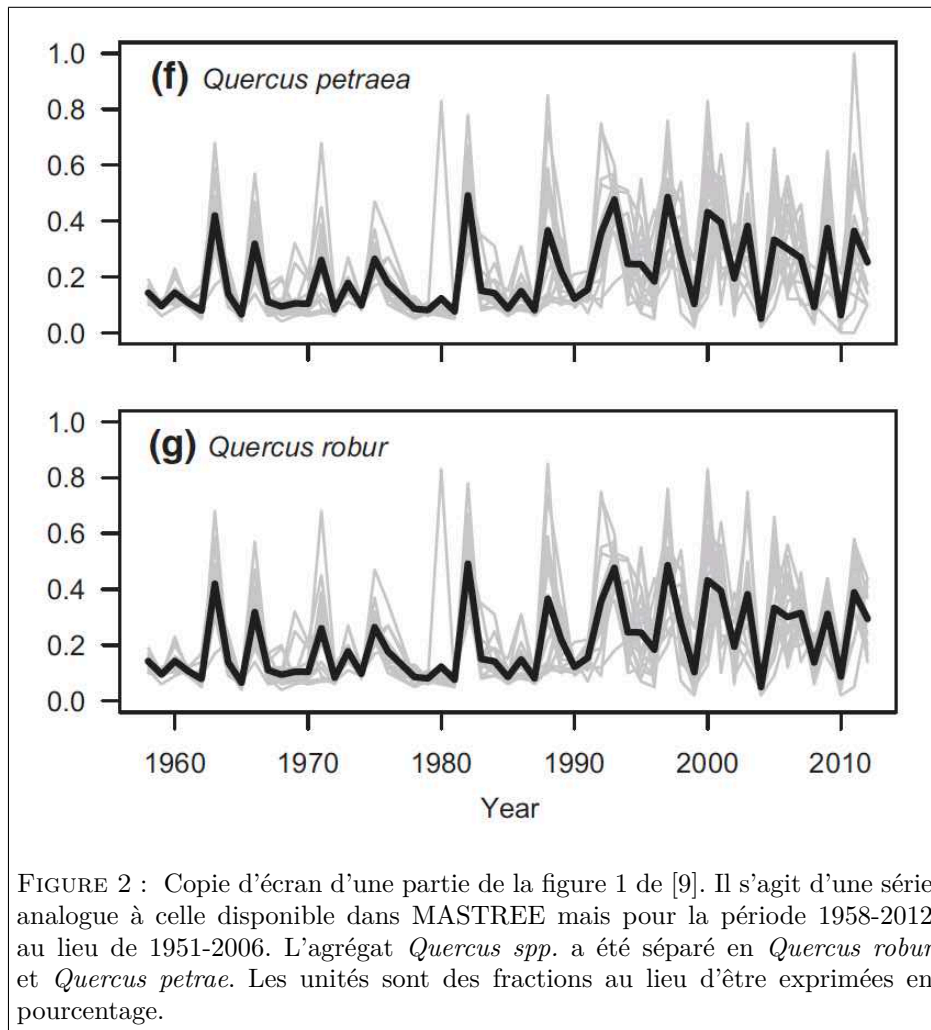 1.0
(f) Quercus petraea
0.8
0.6
0.4
0.2
0.0
1.0
(g) Quercus robur
0.8
0.6
0.4
0.2
0.0
1960 1970 1980 1990 2000 2010
Year
FIGURE 2 : Copie d'écran d'une partie de la figure 1 de [9]. Il s'agit d'une série
analogue à celle disponible dans MASTREE mais pour la période 1958-2012
au lieu de 1951-2006. L'agrégat Quercus spp. a été séparé en Quercus robur
et Quercus petrae. Les unités sont des fractions au lieu d'être exprimées en
pourcentage.